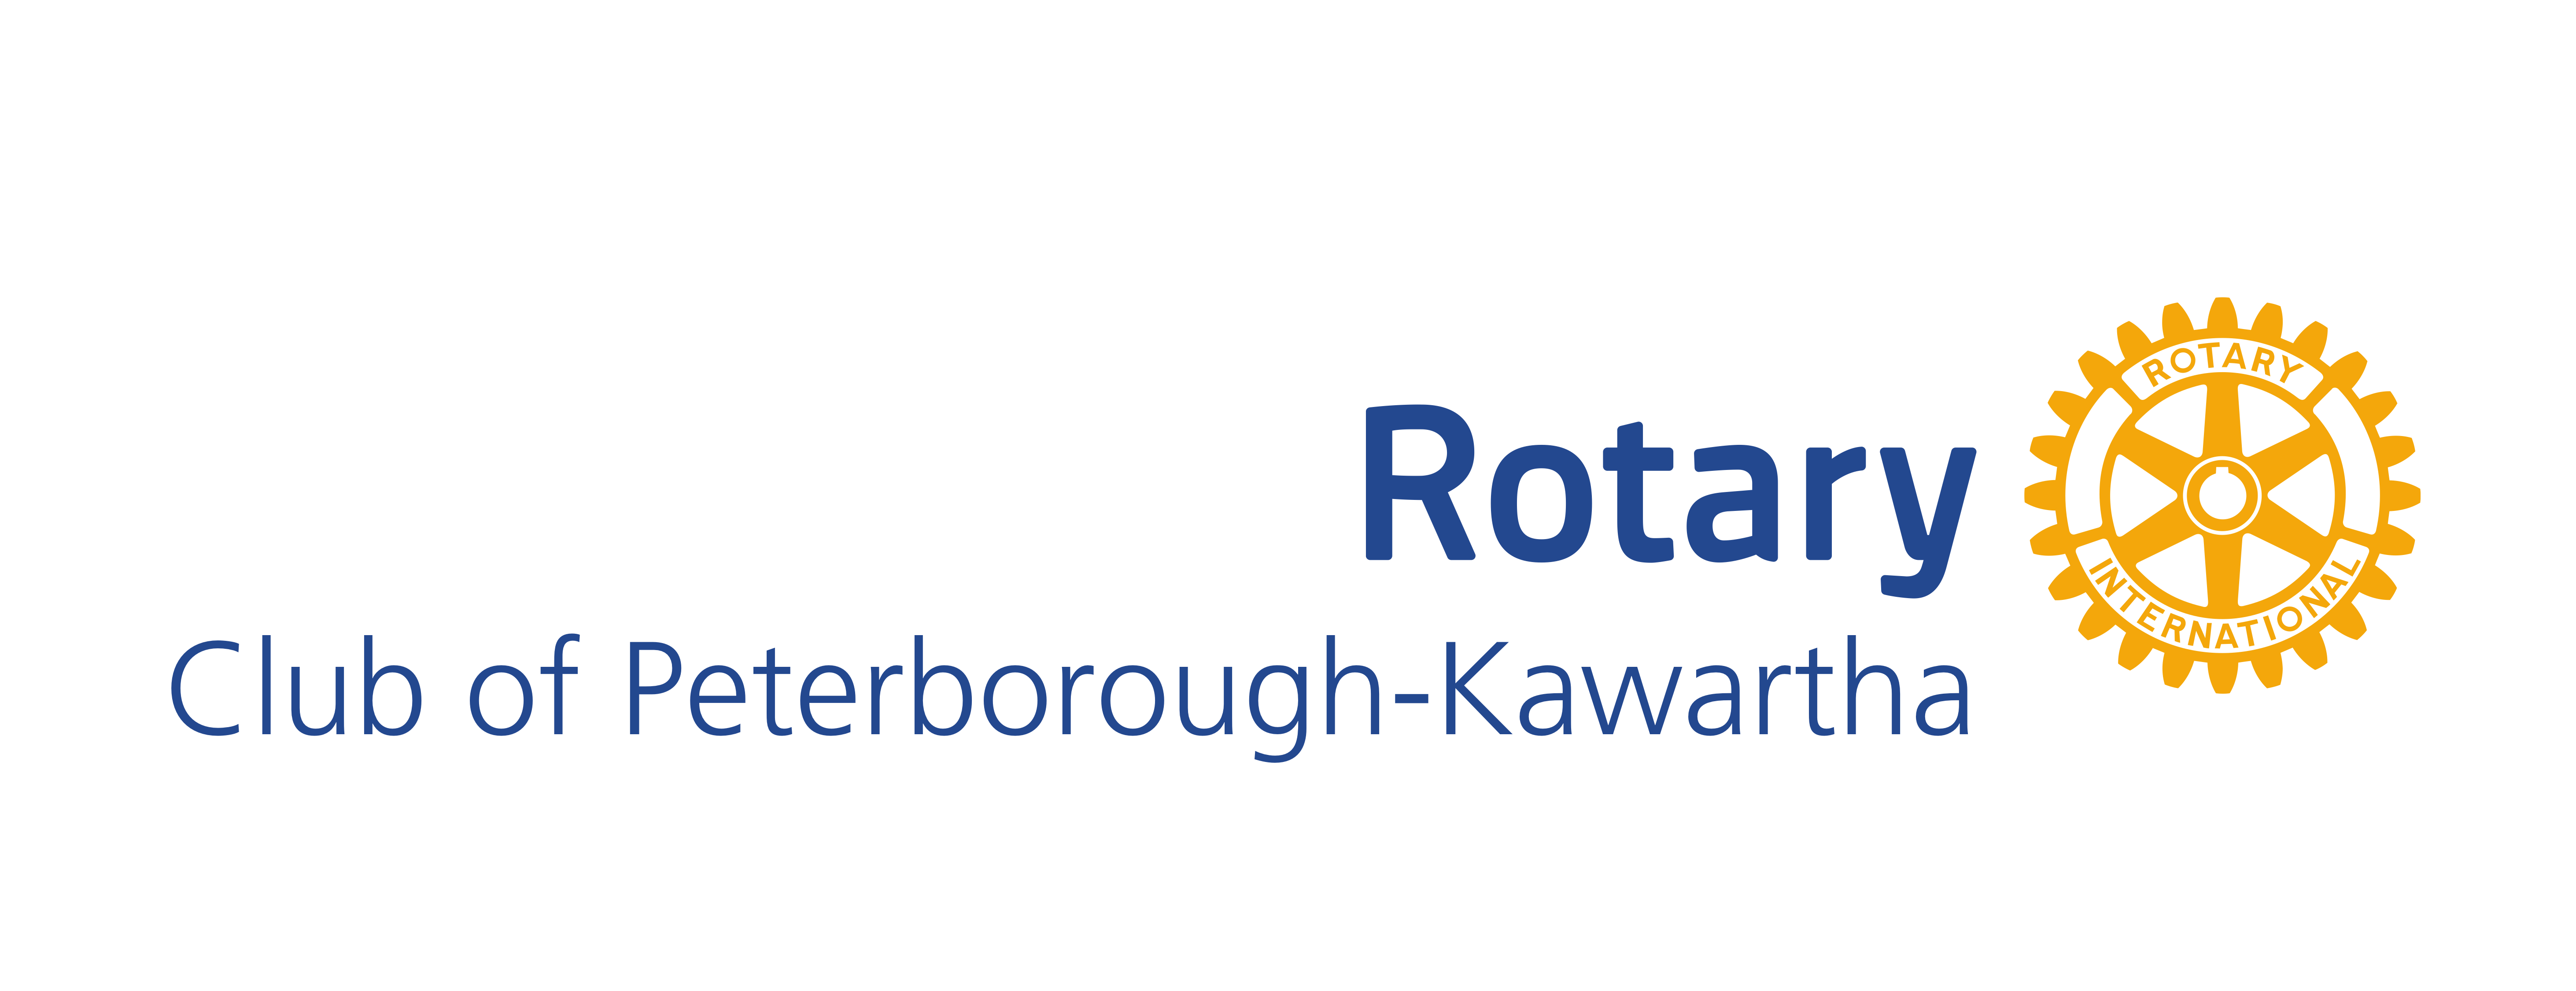 Rotary
Club of Peterborough-Kawartha
ROTARY
INTERNATIONAL